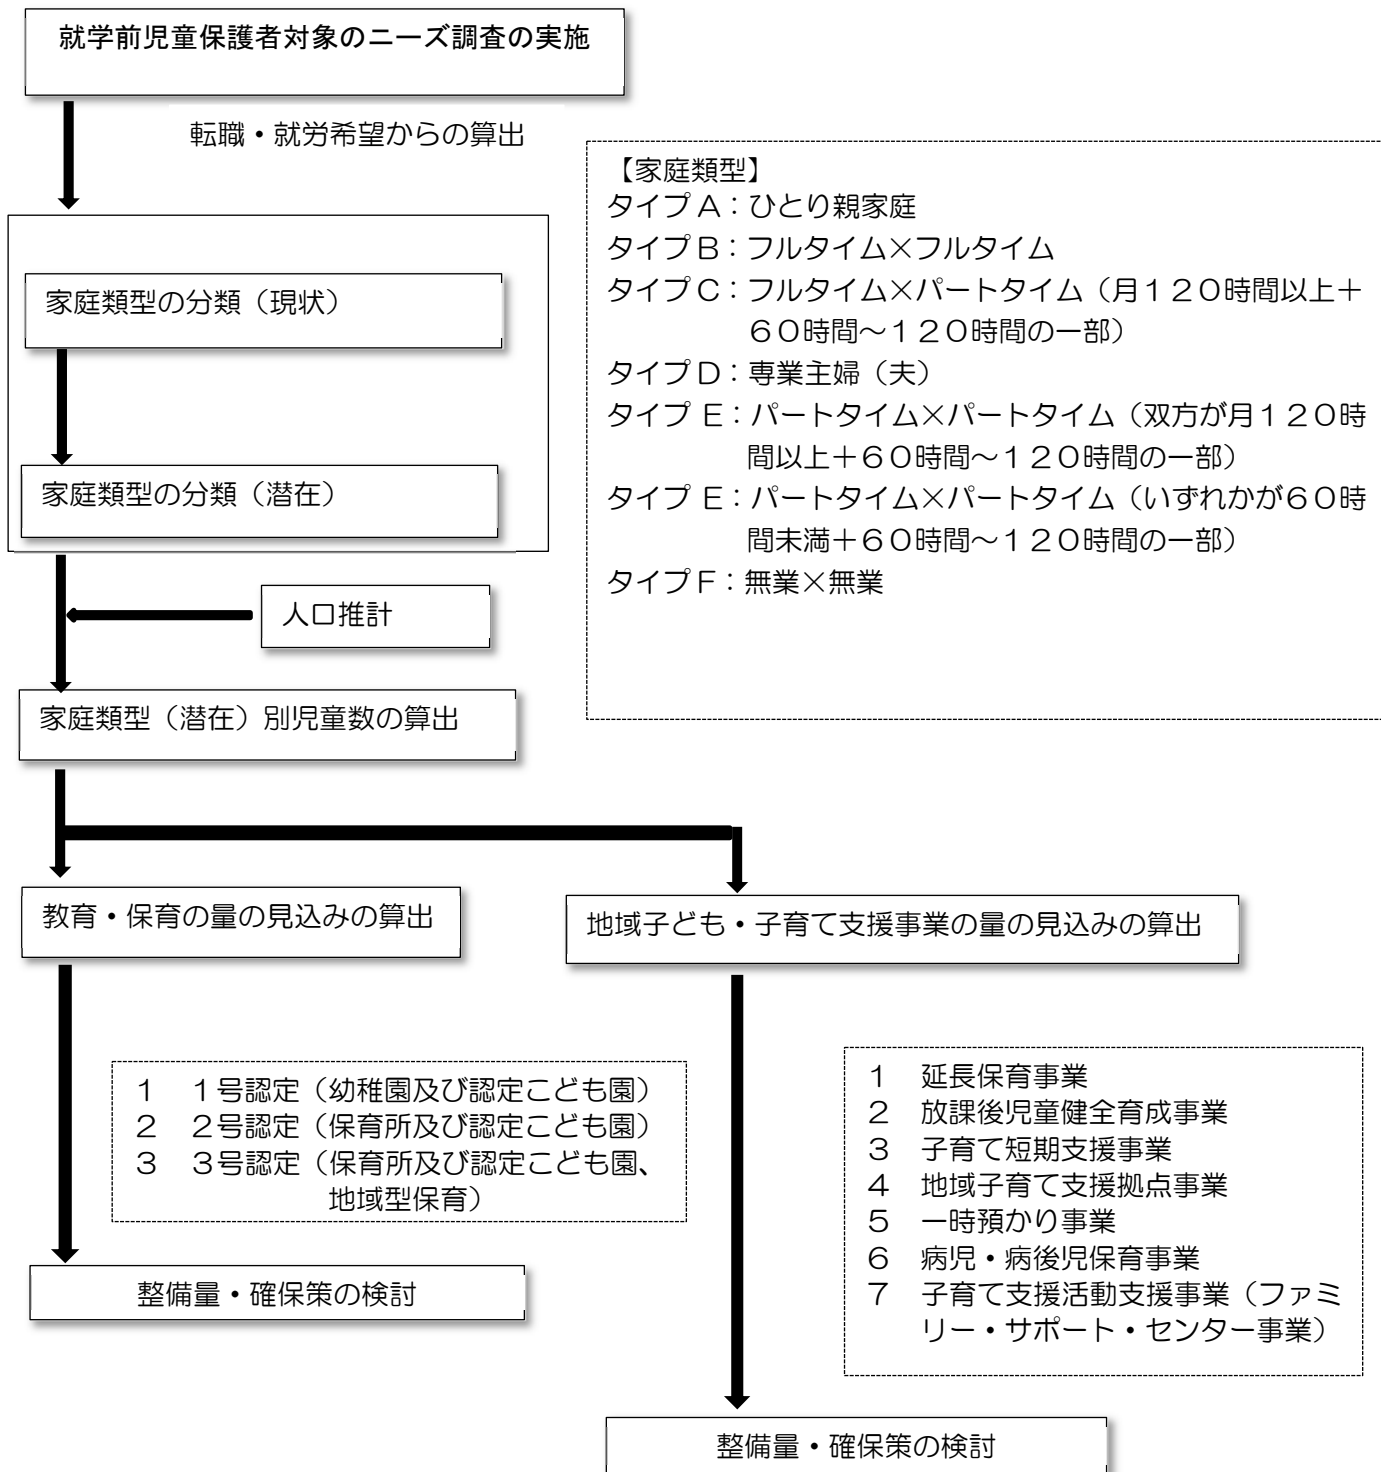 就学前児童保護者対象のニーズ調査の実施
転職・就労希望からの算出
家庭類型の分類（現状）
家庭類型の分類（潜在）
【家庭類型】
タイプＡ：ひとり親家庭
タイプＢ：フルタイム×フルタイム
タイプＣ：フルタイム×パートタイム（月１２０時間以上＋
６０時間～１２０時間の一部）
タイプＤ：専業主婦（夫）
タイプ E：パートタイム×パートタイム（双方が月１２０時
間以上＋６０時間～１２０時間の一部）
タイプ E：パートタイム×パートタイム（いずれかが６０時
間未満＋６０時間～１２０時間の一部）
タイプＦ：無業×無業
人口推計
家庭類型（潜在）別児童数の算出
教育・保育の量の見込みの算出
地域子ども・子育て支援事業の量の見込みの算出
１　１号認定（幼稚園及び認定こども園）
２　２号認定（保育所及び認定こども園）
３　３号認定（保育所及び認定こども園、
地域型保育）
整備量・確保策の検討
１　延長保育事業
２　放課後児童健全育成事業
３　子育て短期支援事業
４　地域子育て支援拠点事業
５　一時預かり事業
６　病児・病後児保育事業
７　子育て支援活動支援事業（ファミ
リー・サポート・センター事業）
整備量・確保策の検討